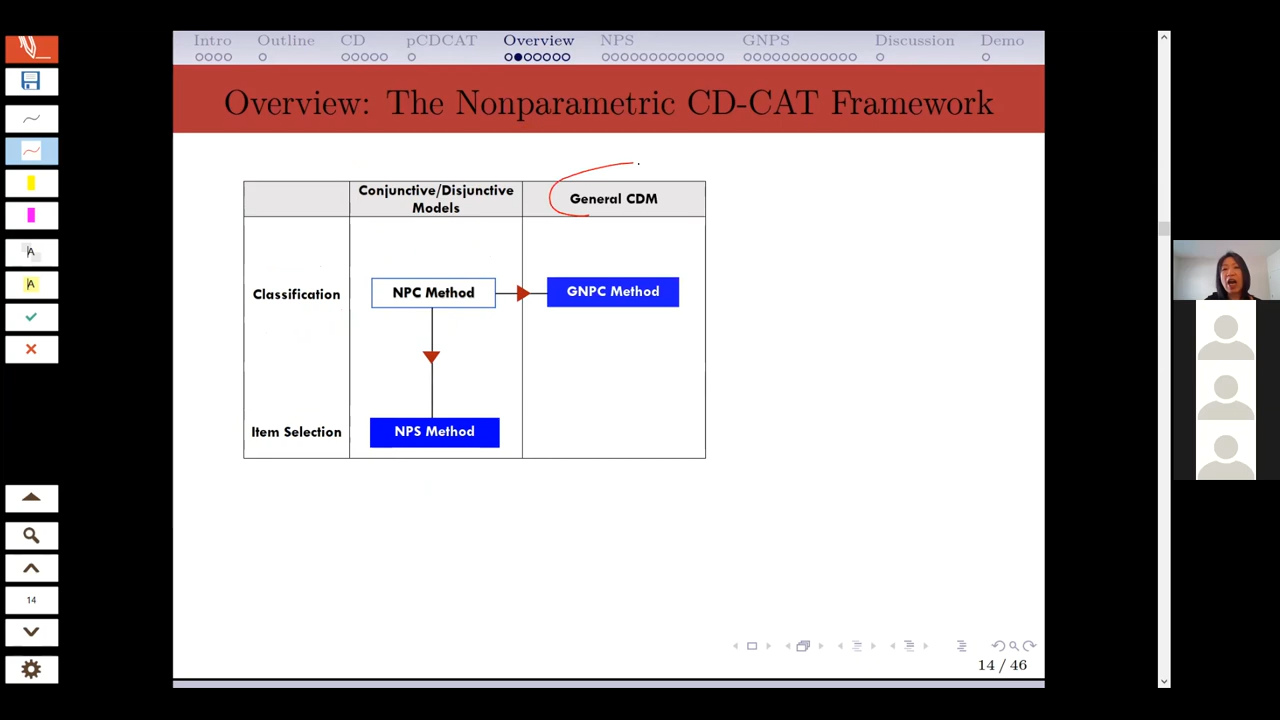 Intro Outline CD pCDCAT Overview NPS GNPS Discussion Demo
Overview: The Nonparametric CD-CAT Framework
Conjunctive/Disjunctive
Models
General CDM
Classification
NPC Method
GNPC Method
Item Selection
NPS Method
A
A
14
14 / 46